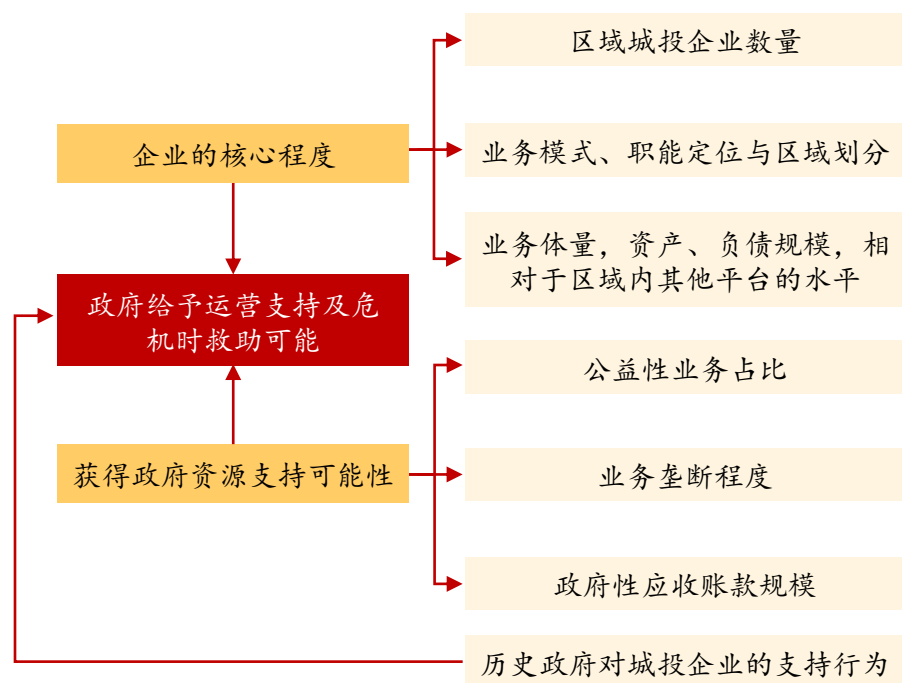 区域城投企业数量
企业的核心程度
业务模式、职能定位与区域划分
业务体量，资产、负债规模，相
对于区域内其他平台的水平
政府给予运营支持及危
机时救助可能
公益性业务占比
获得政府资源支持可能性
业务垄断程度
政府性应收账款规模
历史政府对城投企业的支持行为